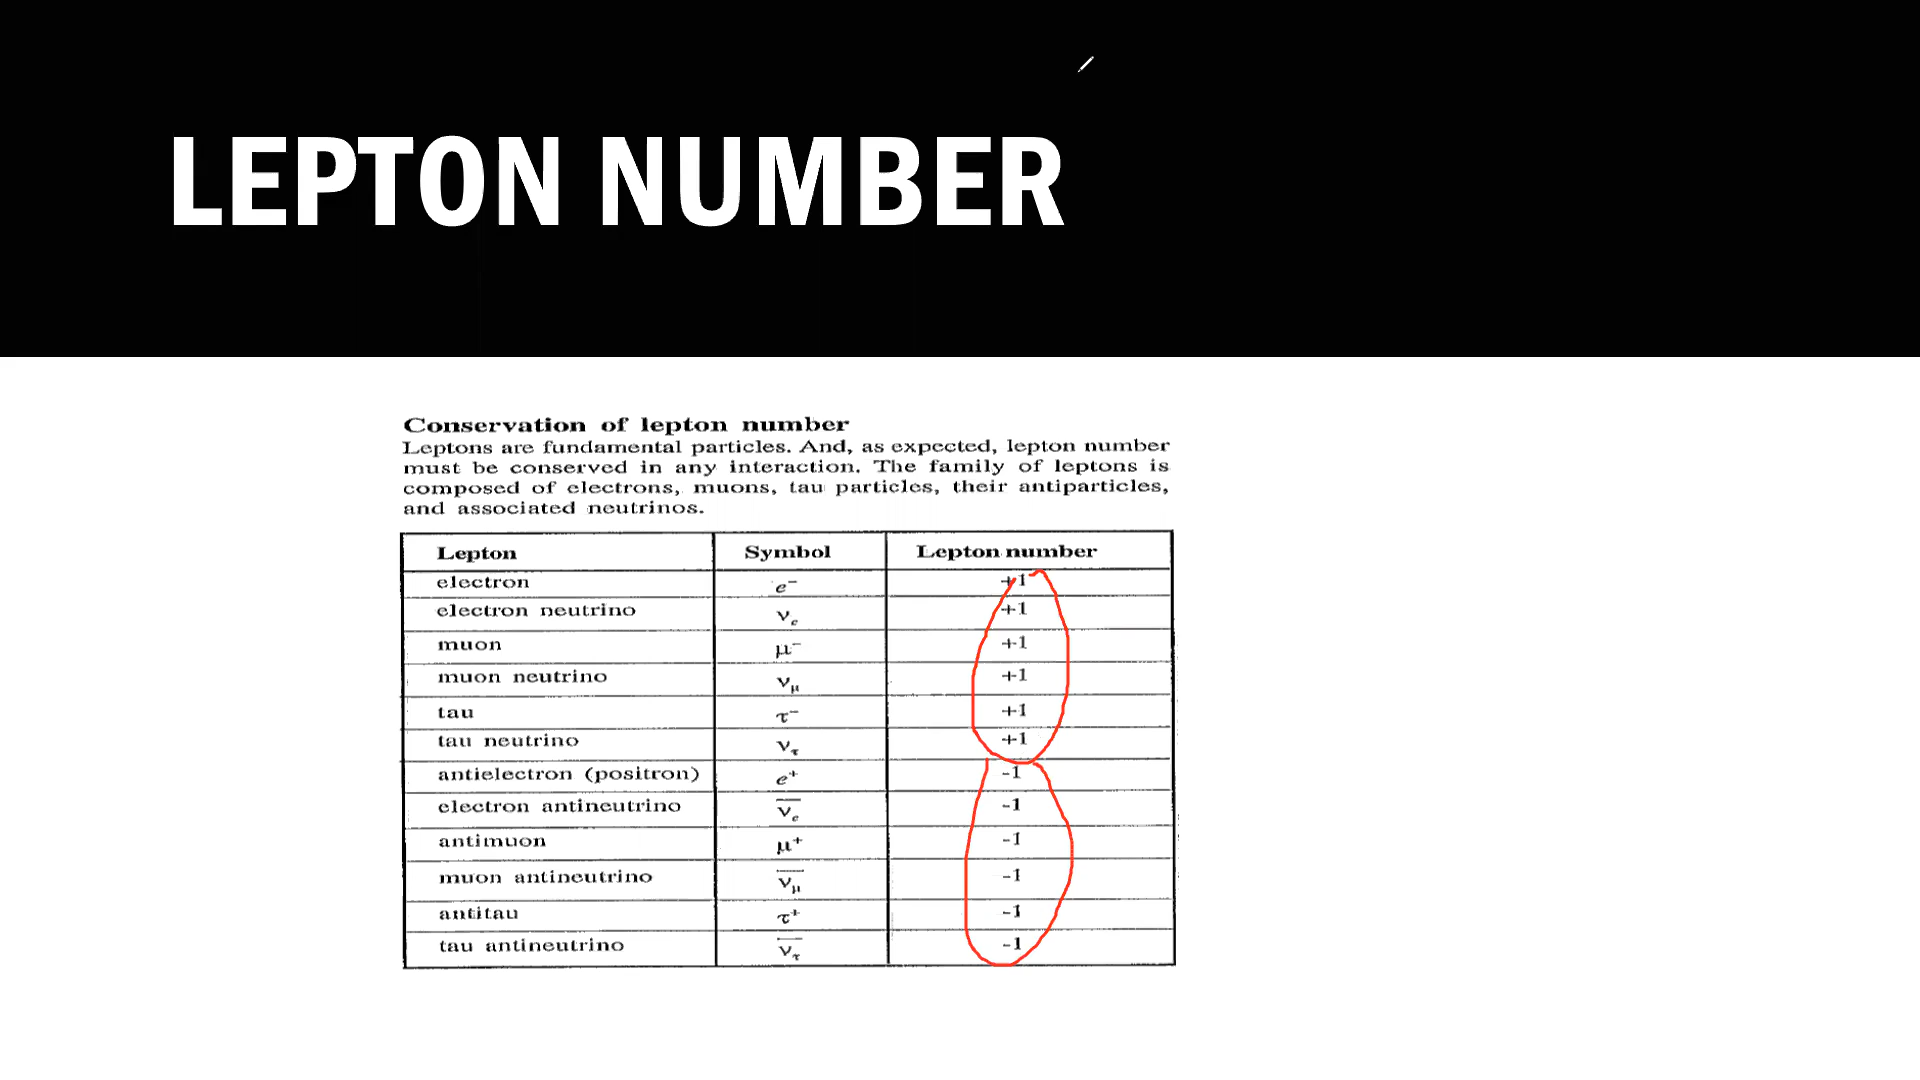 LEPTON NUMBER
Conservation of lepton number
Leptons are fundamental particles. And, as expected, lepton number
must be conserved in any interaction. The family of leptons is
composed of electrons, muons, tau particles, their antiparticles,
and associated neutrinos.
Lepton Symbol Lepton number
electron e⁻ +1
electron neutrino νₑ +1
muon μ⁻ +1
muon neutrino ν_μ +1
tau τ⁻ +1
tau neutrino ν_τ +1
antielectron (positron) e⁺ -1
electron antineutrino ν̅ₑ -1
antimuon μ⁺ -1
muon antineutrino ν̅_μ -1
antitau τ⁺ -1
tau antineutrino ν̅_τ -1